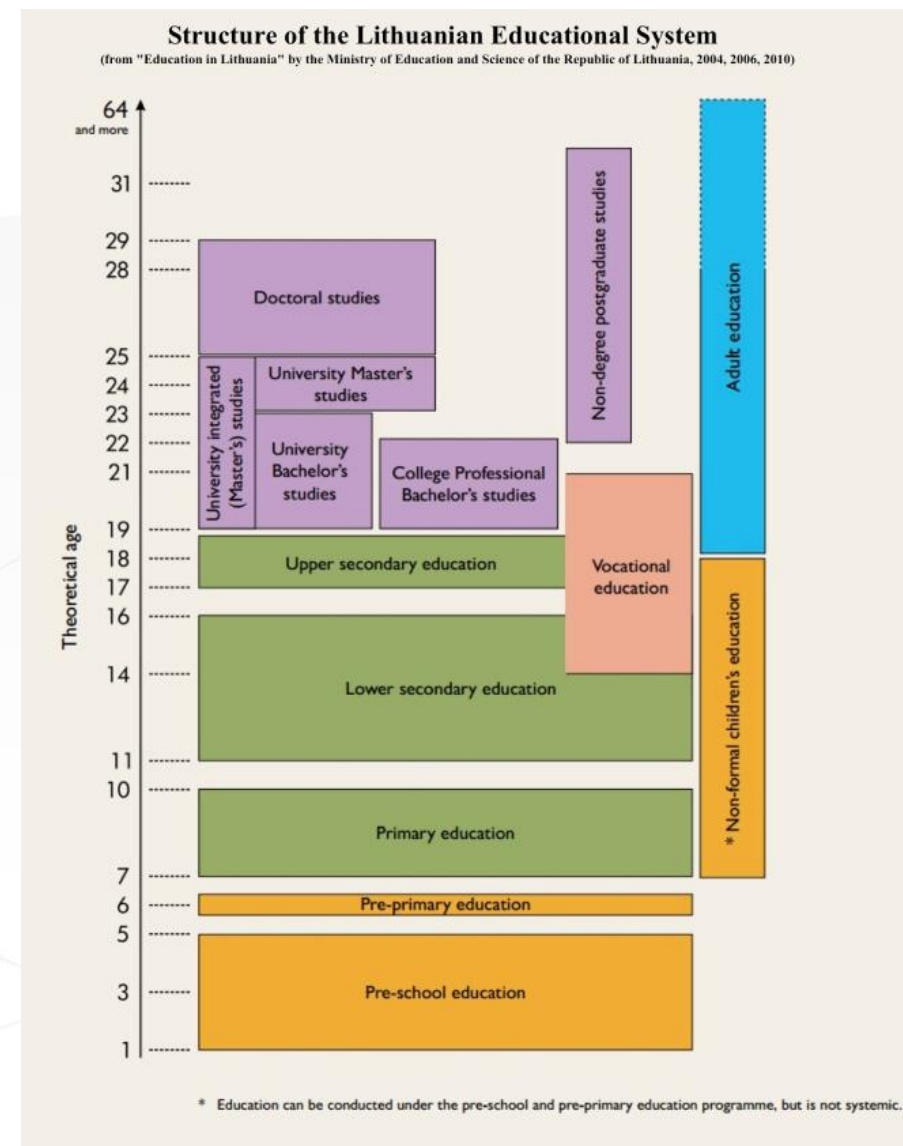 Structure of the Lithuanian Educational System
(from "Education in Lithuania" by the Ministry of Education and Science of the Republic of Lithuania, 2004, 2006, 2010)
64
and more
31
29
28
25
24
23
22
21
19
18
17
16
14
11
10
7
6
5
3
1
Theoretical age
Doctoral studies
University integrated
(Master's) studies
University Master's
studies
University
Bachelor's
studies
College Professional
Bachelor's studies
Non-degree postgraduate studies
Adult education
Upper secondary education
Vocational
education
Lower secondary education
* Non-formal children's education
Primary education
Pre-primary education
Pre-school education
* Education can be conducted under the pre-school and pre-primary education programme, but is not systemic.